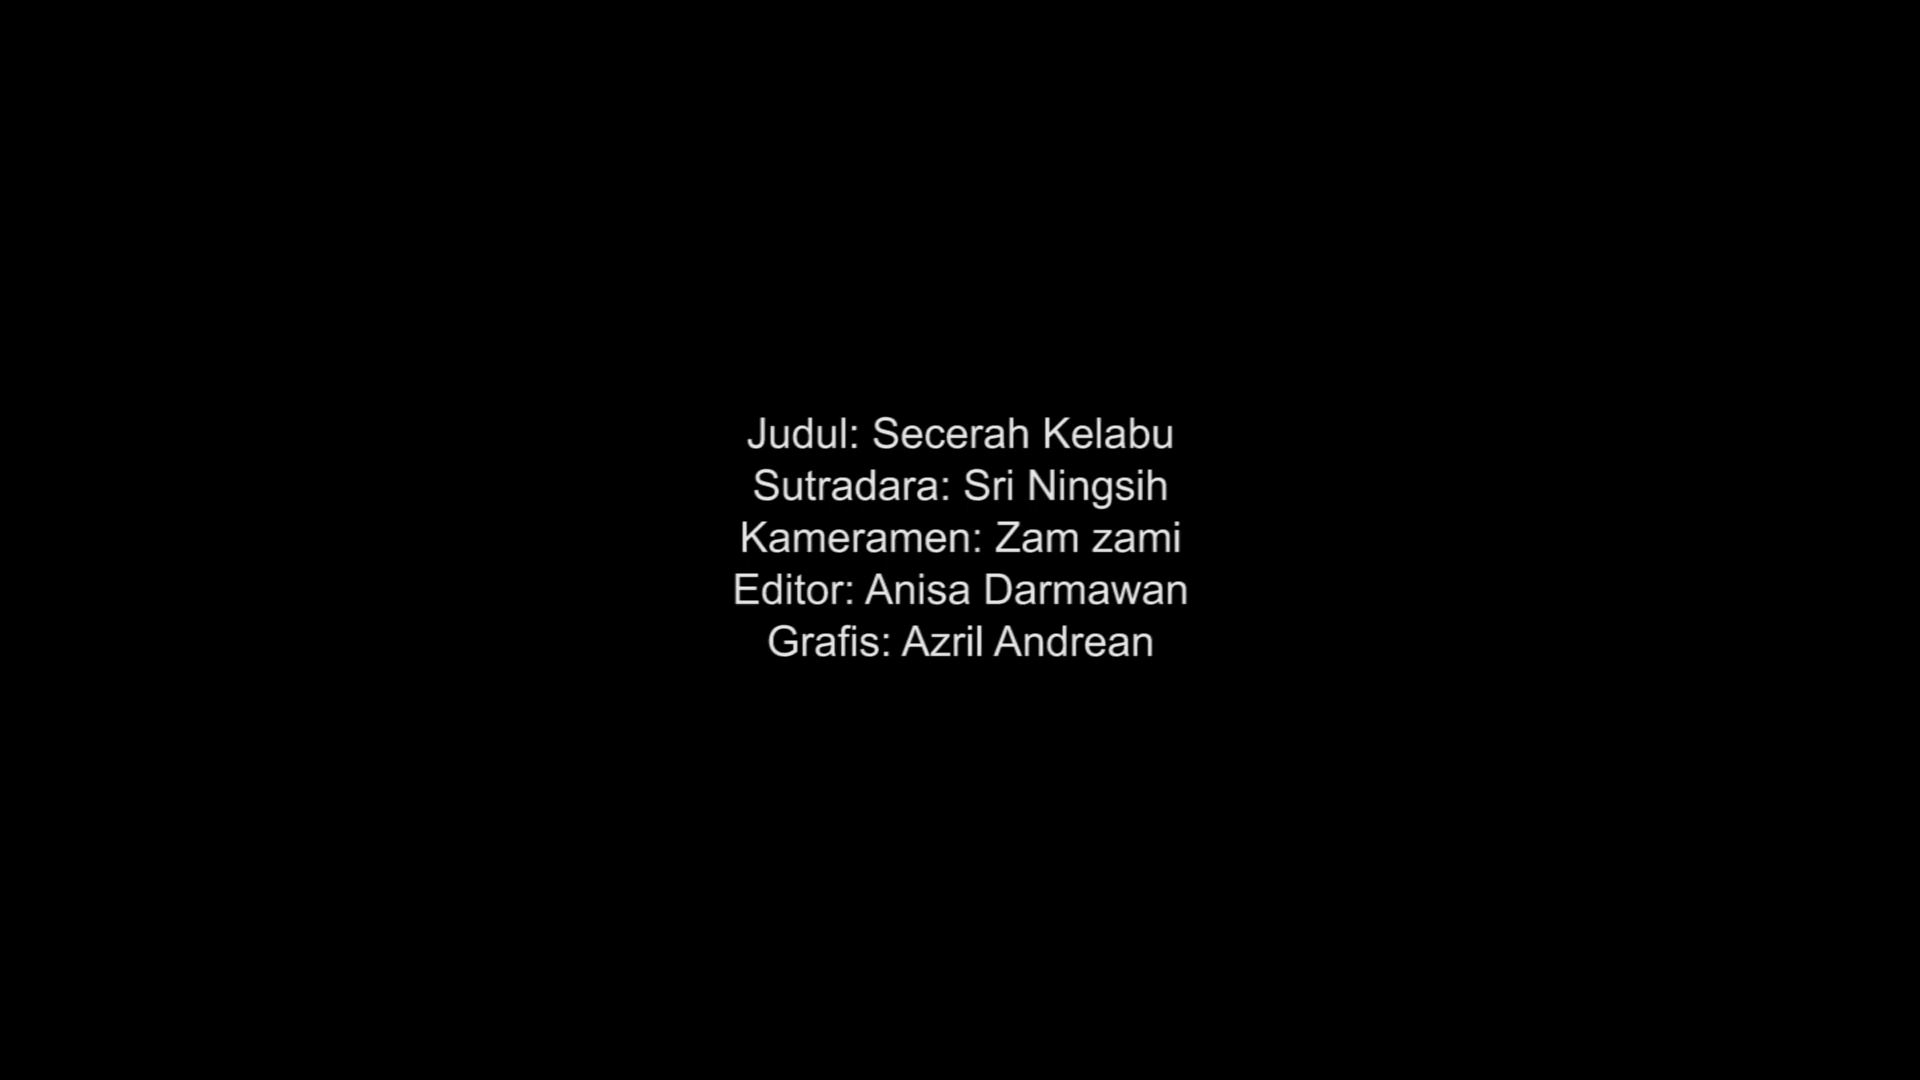 Judul: Secerah Kelabu
Sutradara: Sri Ningsih
Kameramen: Zam zami
Editor: Anisa Darmawan
Grafis: Azril Andrean